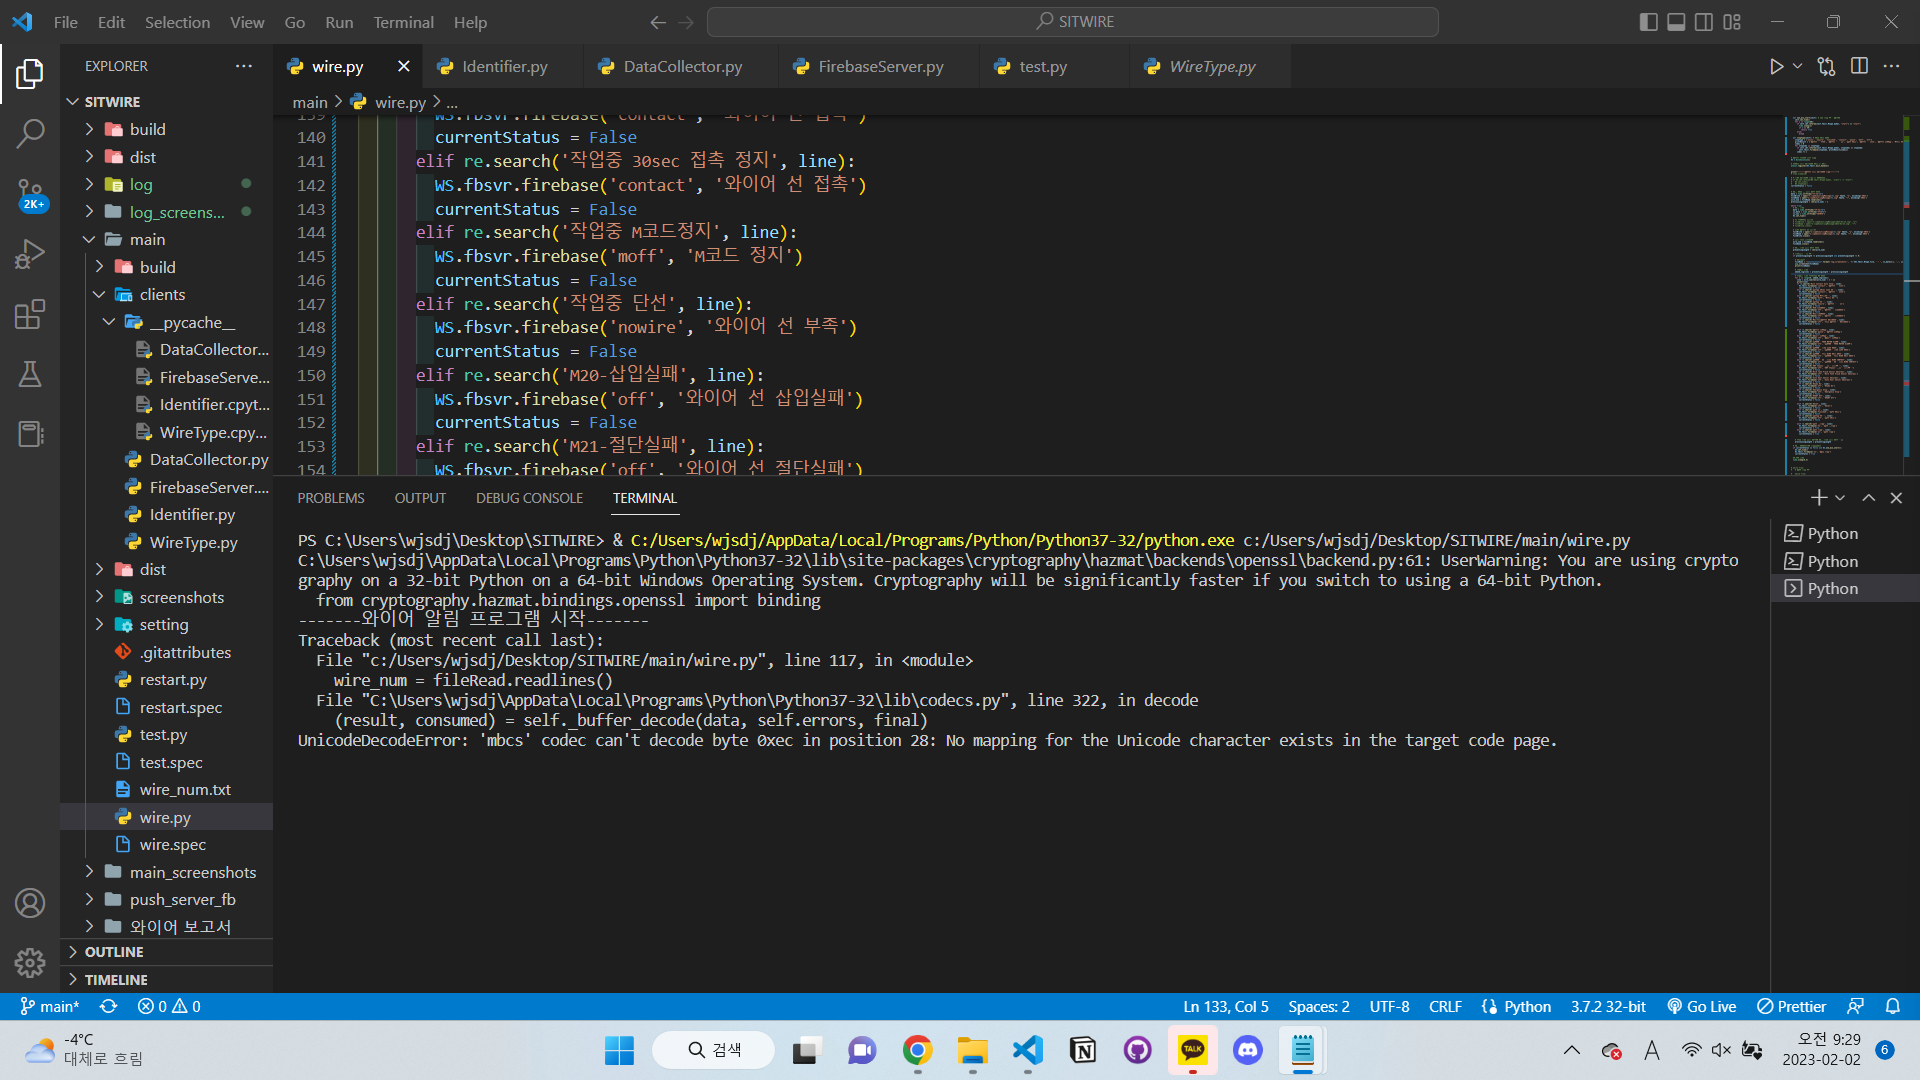 File Edit Selection View Go Run Terminal Help
SITWIRE
EXPLORER
wire.py
Identifier.py
DataCollector.py
FirebaseServer.py
test.py
WireType.py
main > wire.py > ...
SITWIRE
build
dist
log
log_screens...
main
build
clients
__pycache__
DataCollector...
FirebaseServe...
Identifier.cpyt...
WireType.cpy...
DataCollector.py
FirebaseServer....
Identifier.py
WireType.py
dist
screenshots
setting
.gitattributes
restart.py
restart.spec
test.py
test.spec
wire_num.txt
wire.py
wire.spec
main_screenshots
push_server_fb
와이어 보고서
OUTLINE
TIMELINE
2K+
139 WS.fbsvr.firebase('contact', '와이어 선 접촉')
140 currentStatus = False
141 elif re.search('작업중 30sec 접촉 정지', line):
142 WS.fbsvr.firebase('contact', '와이어 선 접촉')
143 currentStatus = False
144 elif re.search('작업중 M코드정지', line):
145 WS.fbsvr.firebase('moff', 'M코드 정지')
146 currentStatus = False
147 elif re.search('작업중 단선', line):
148 WS.fbsvr.firebase('nowire', '와이어 선 부족')
149 currentStatus = False
150 elif re.search('M20-삽입실패', line):
151 WS.fbsvr.firebase('off', '와이어 선 삽입실패')
152 currentStatus = False
153 elif re.search('M21-절단실패', line):
154 WS.fbsvr.firebase('off', '와이어 선 절단실패')
PROBLEMS OUTPUT DEBUG CONSOLE TERMINAL
PS C:\Users\wjsdj\Desktop\SITWIRE> & C:/Users/wjsdj/AppData/Local/Programs/Python/Python37-32/python.exe c:/Users/wjsdj/Desktop/SITWIRE/main/wire.py
C:\Users\wjsdj\AppData\Local\Programs\Python\Python37-32\lib\site-packages\cryptography\hazmat\backends\openssl\backend.py:61: UserWarning: You are using crypto
graphy on a 32-bit Python on a 64-bit Windows Operating System. Cryptography will be significantly faster if you switch to using a 64-bit Python.
from cryptography.hazmat.bindings.openssl import binding
-------와이어 알림 프로그램 시작-------
Traceback (most recent call last):
File "c:/Users/wjsdj/Desktop/SITWIRE/main/wire.py", line 117, in <module>
wire_num = fileRead.readlines()
File "C:\Users\wjsdj\AppData\Local\Programs\Python\Python37-32\lib\codecs.py", line 322, in decode
(result, consumed) = self._buffer_decode(data, self.errors, final)
UnicodeDecodeError: 'mbcs' codec can't decode byte 0xec in position 28: No mapping for the Unicode character exists in the target code page.
Python
Python
Python
main* 0 0 Ln 133, Col 5 Spaces: 2 UTF-8 CRLF Python 3.7.2 32-bit Go Live Prettier
-4°C
대체로 흐림
검색
TALK
A
오전 9:29
2023-02-02
6